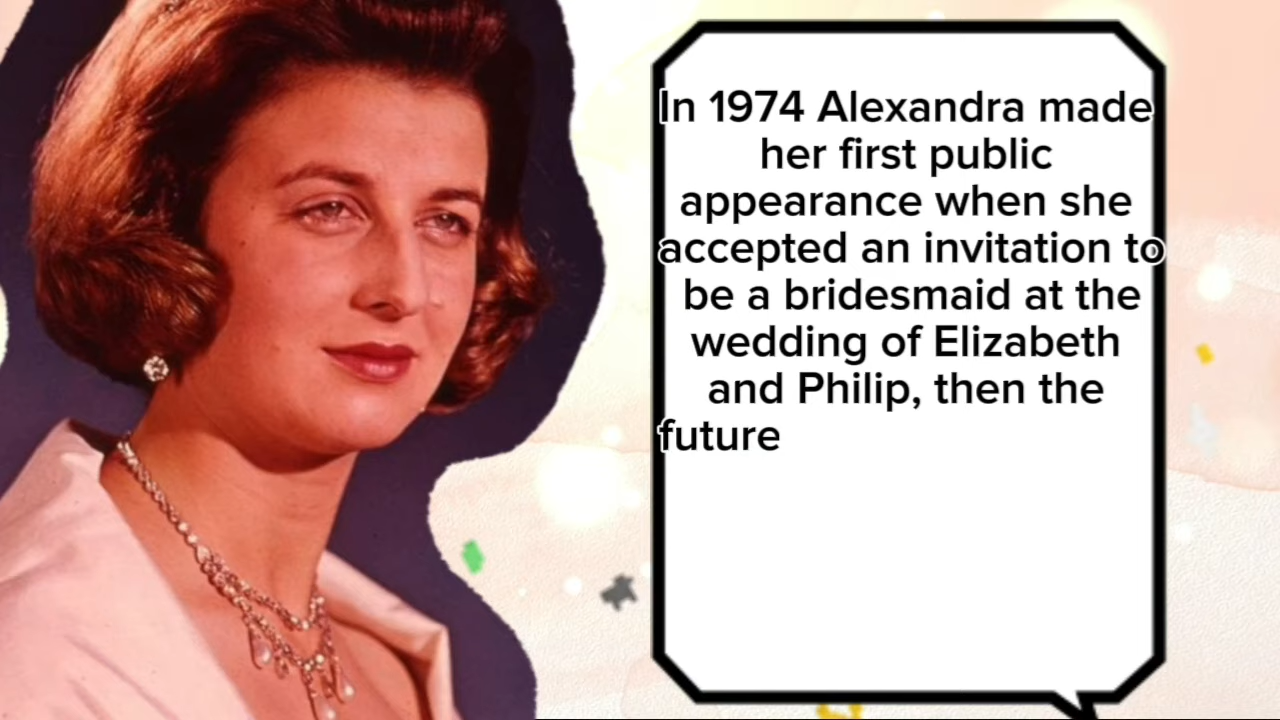 In 1974 Alexandra made
her first public
appearance when she
accepted an invitation to
be a bridesmaid at the
wedding of Elizabeth
and Philip, then the
future